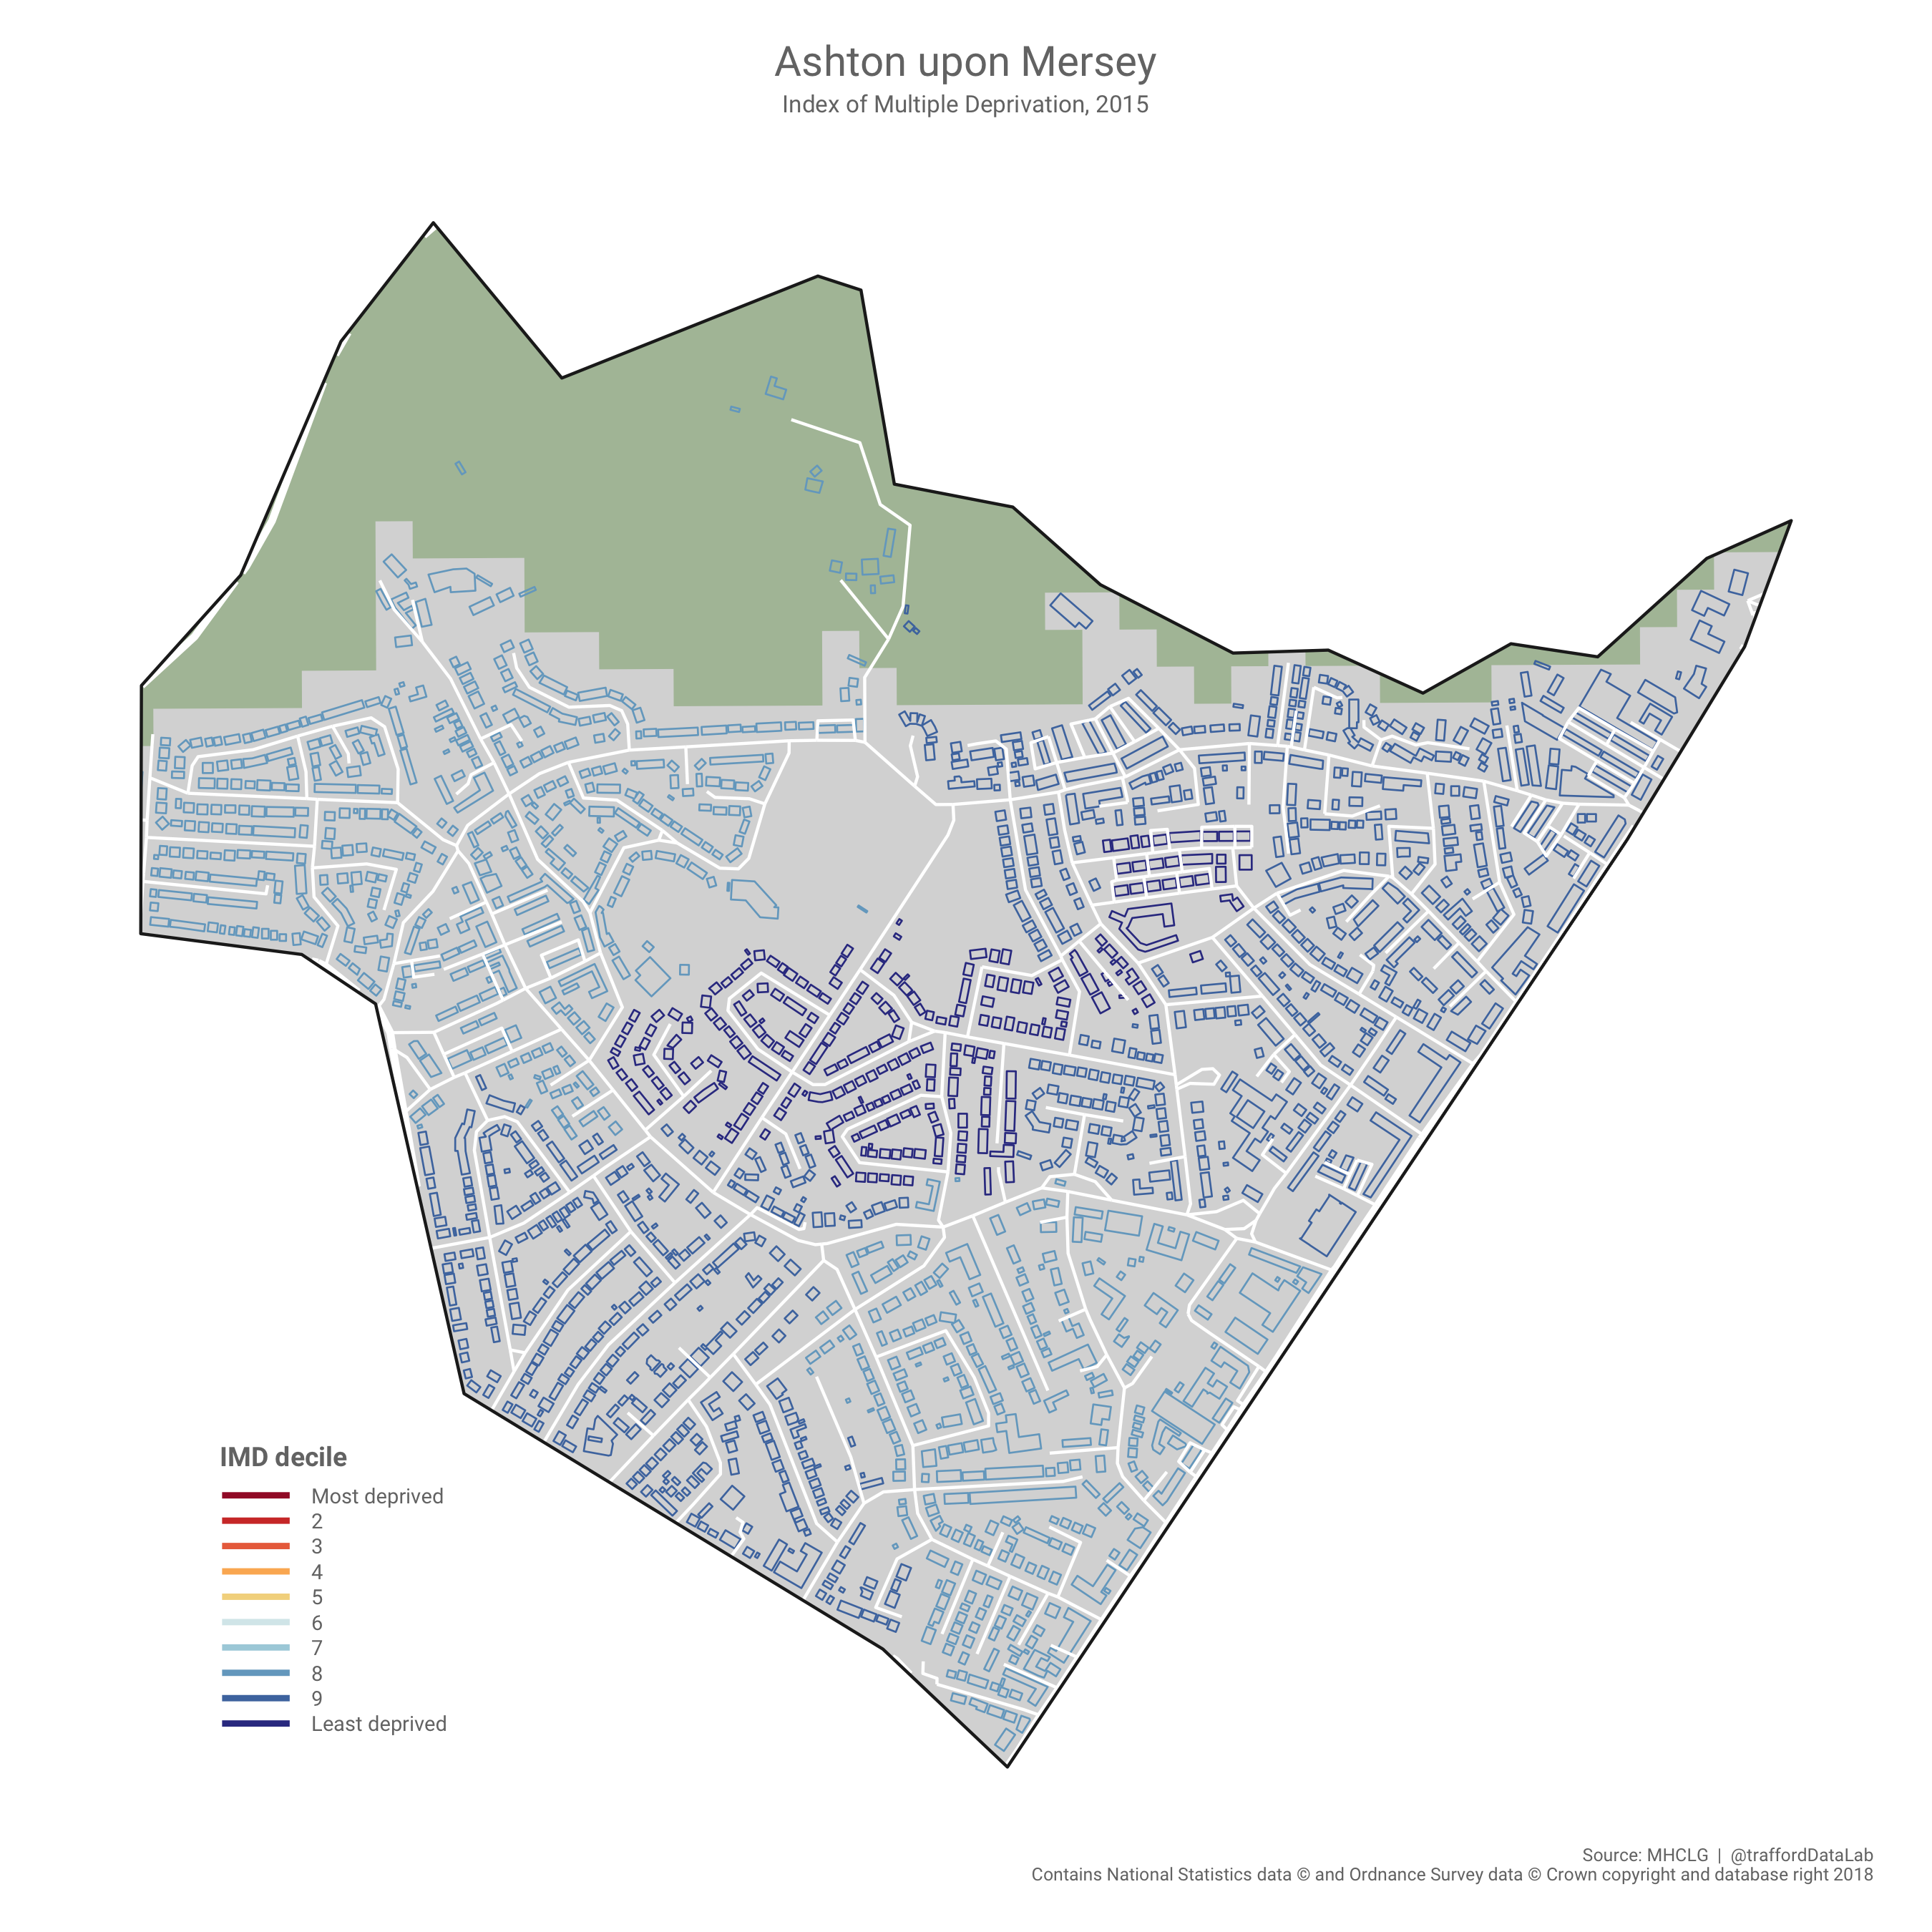 Ashton upon Mersey
Index of Multiple Deprivation, 2015
IMD decile
Most deprived
2
3
4
5
6
7
8
9
Least deprived
Source: MHCLG | @traffordDataLab
Contains National Statistics data © and Ordnance Survey data © Crown copyright and database right 2018